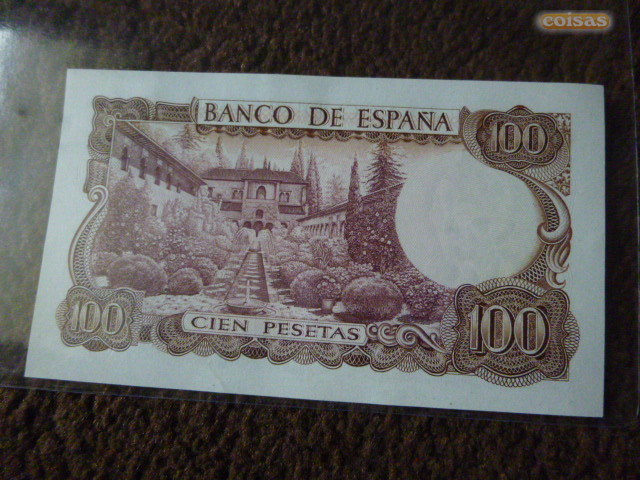 coisas
BANCO DE ESPAÑA
100
100
CIEN PESETAS
100